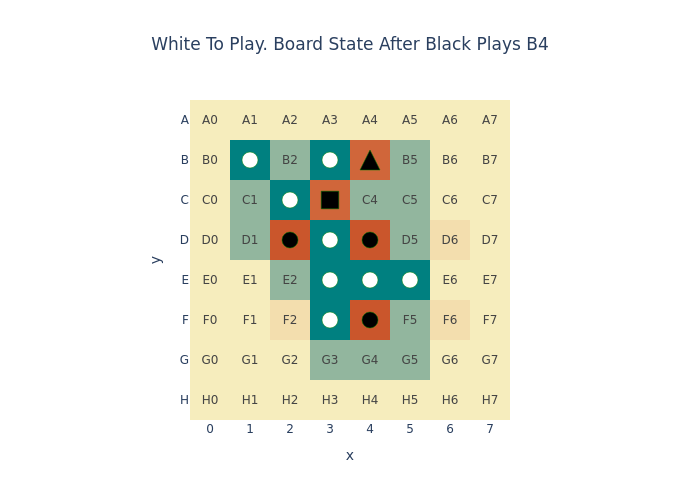 White To Play. Board State After Black Plays B4
A A0 A1 A2 A3 A4 A5 A6 A7
B B0 B2 B5 B6 B7
C C0 C1 C4 C5 C6 C7
D D0 D1 D5 D6 D7
y
E E0 E1 E2 E6 E7
F F0 F1 F2 F5 F6 F7
G G0 G1 G2 G3 G4 G5 G6 G7
H H0 H1 H2 H3 H4 H5 H6 H7
0 1 2 3 4 5 6 7
x